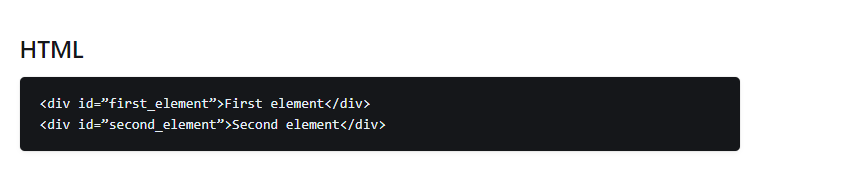 HTML
<div id=”first_element”>First element</div>
<div id=”second_element”>Second element</div>